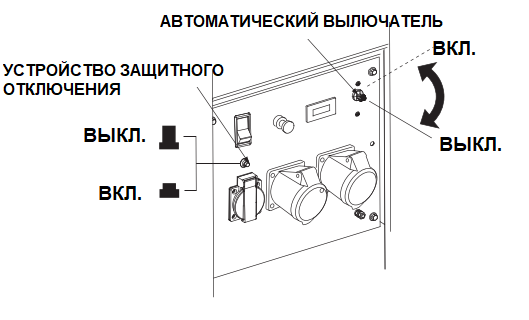 АВТОМАТИЧЕСКИЙ ВЫЛЮЧАТЕЛЬ
ВКЛ.
УСТРОЙСТВО ЗАЩИТНОГО
ОТКЛЮЧЕНИЯ
ВЫКЛ.
ВЫКЛ.
ВКЛ.